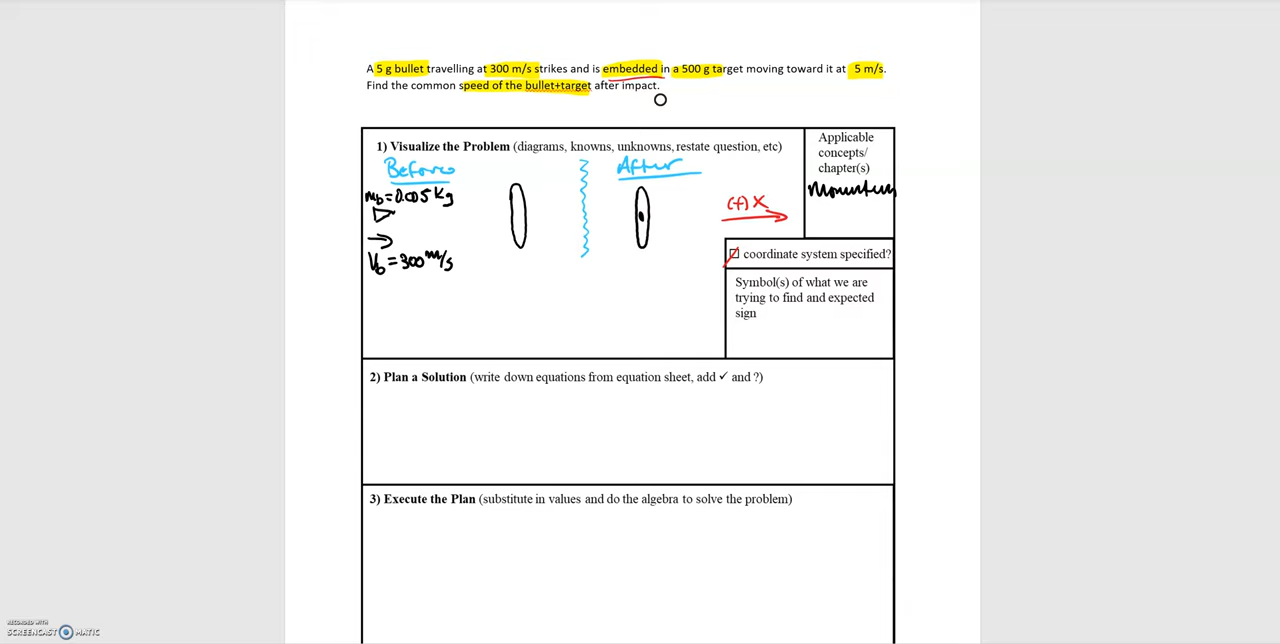 A 5 g bullet travelling at 300 m/s strikes and is embedded in a 500 g target moving toward it at 5 m/s.
Find the common speed of the bullet+target after impact.
1) Visualize the Problem (diagrams, knowns, unknowns, restate question, etc)
Applicable
concepts/
chapter(s)
Momentum
Before
After
m_b = 0.005 kg
V_b = 300 m/s
(+) X
☐ coordinate system specified?
Symbol(s) of what we are
trying to find and expected
sign
2) Plan a Solution (write down equations from equation sheet, add ✓ and ?)
3) Execute the Plan (substitute in values and do the algebra to solve the problem)
RECORDED WITH
SCREENCAST MATIC